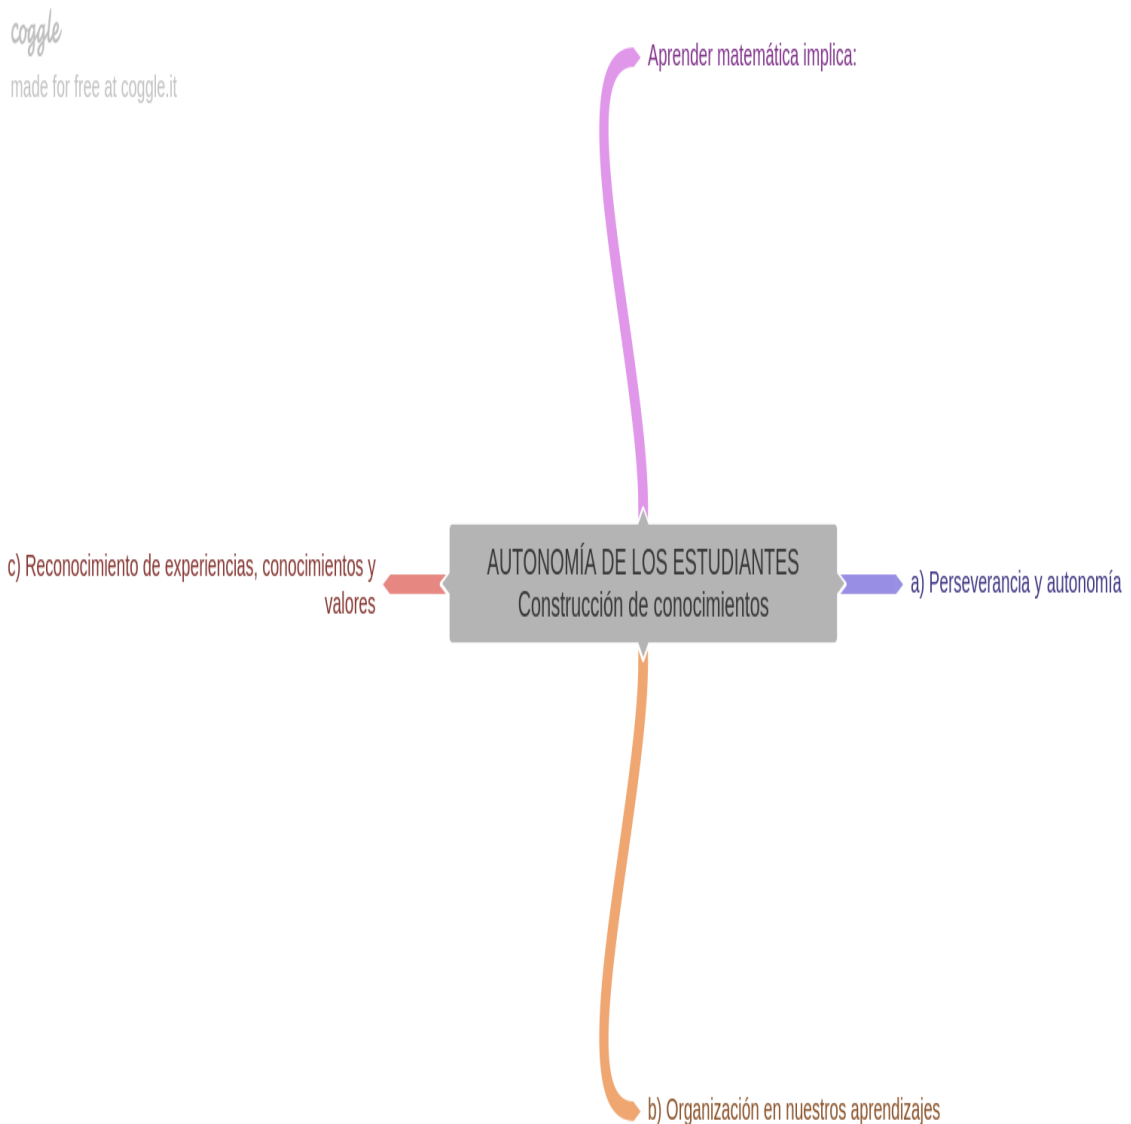 coggle
made for free at coggle.it
Aprender matemática implica:
AUTONOMÍA DE LOS ESTUDIANTES
Construcción de conocimientos
a) Perseverancia y autonomía
c) Reconocimiento de experiencias, conocimientos y
valores
b) Organización en nuestros aprendizajes